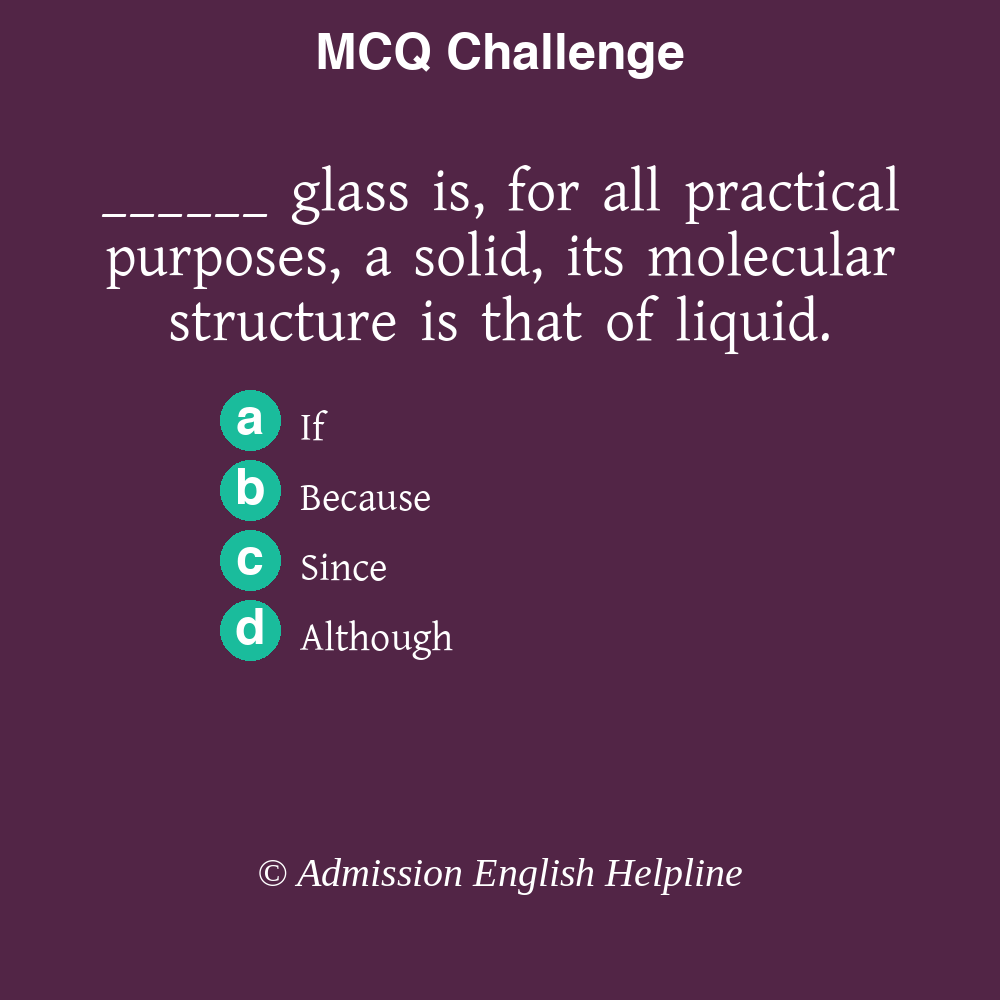 MCQ Challenge
______ glass is, for all practical
purposes, a solid, its molecular
structure is that of liquid.
a If
b Because
c Since
d Although
© Admission English Helpline